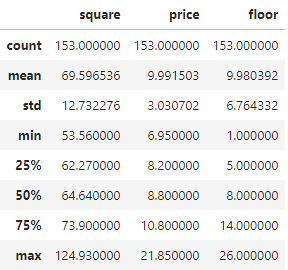 square price floor
count 153.000000 153.000000 153.000000
mean 69.596536 9.991503 9.980392
std 12.732276 3.030702 6.764332
min 53.560000 6.950000 1.000000
25% 62.270000 8.200000 5.000000
50% 64.640000 8.800000 8.000000
75% 73.900000 10.800000 14.000000
max 124.930000 21.850000 26.000000